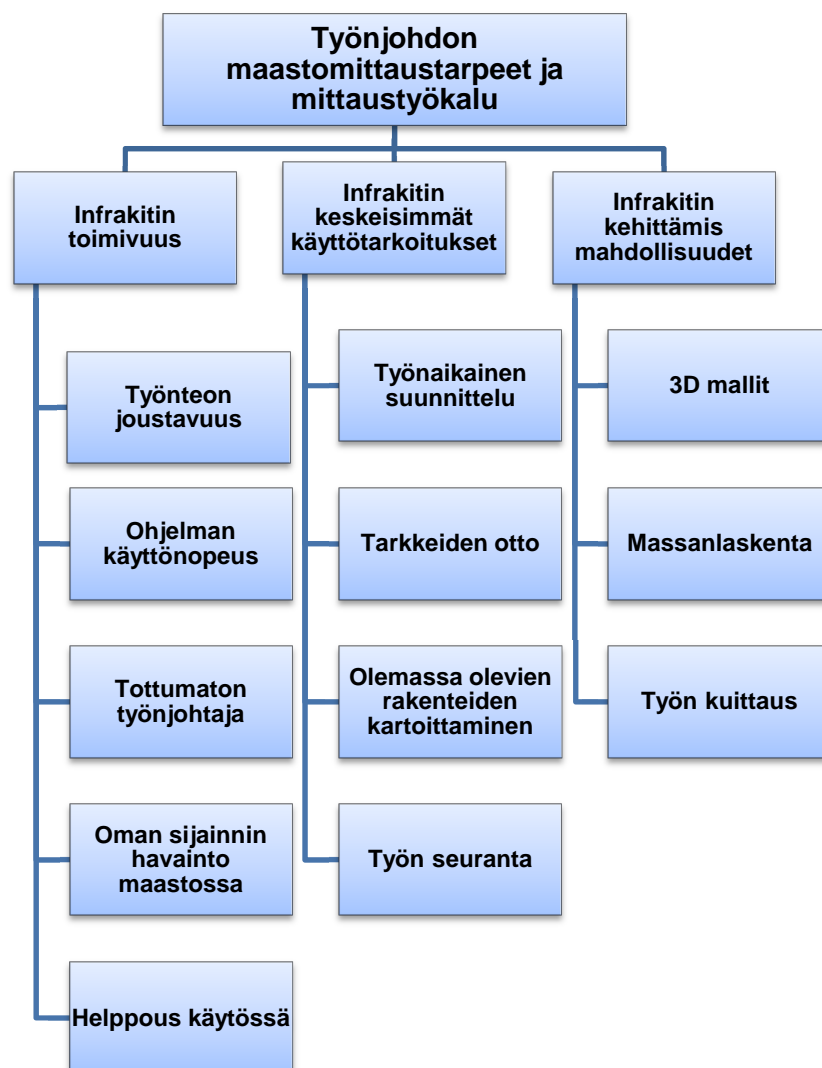 Työnjohdon
maastomittaustarpeet ja
mittaustyökalu
Infrakitin
toimivuus
Työnteon
joustavuus
Ohjelman
käyttönopeus
Tottumaton
työnjohtaja
Oman sijainnin
havainto
maastossa
Helppous käytössä
Infrakitin
keskeisimmät
käyttötarkoitukset
Työnaikainen
suunnittelu
Tarkkeiden otto
Olemassa olevien
rakenteiden
kartoittaminen
Työn seuranta
Infrakitin
kehittämis
mahdollisuudet
3D mallit
Massanlaskenta
Työn kuittaus